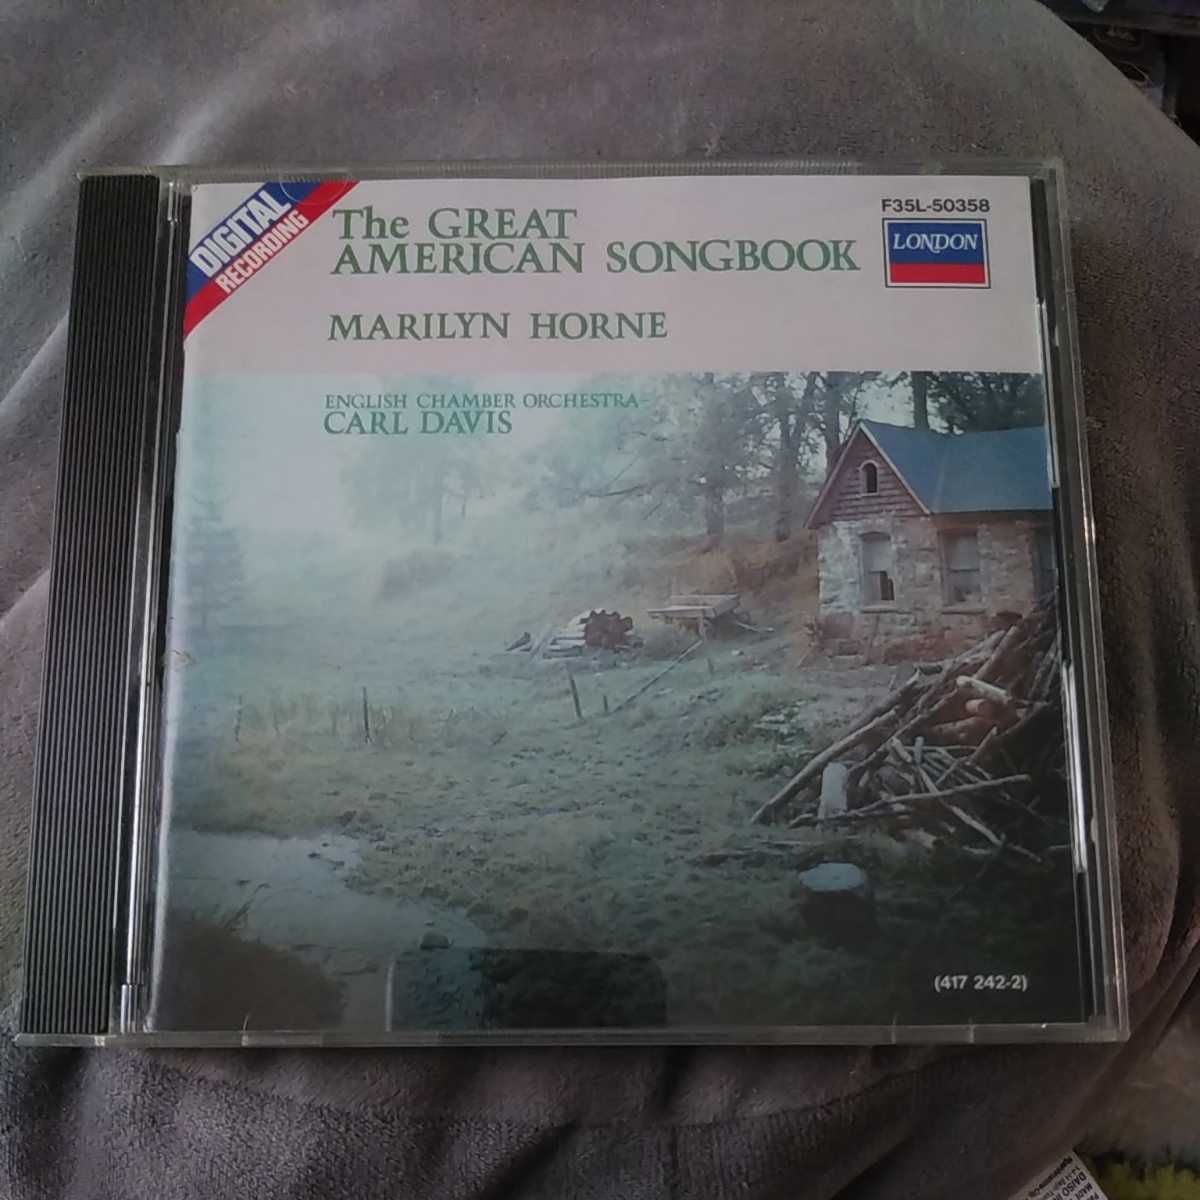 DIGITAL
RECORDING
The GREAT
AMERICAN SONGBOOK
MARILYN HORNE
F35L-50358
LONDON
ENGLISH CHAMBER ORCHESTRA-
CARL DAVIS
(417 242-2)